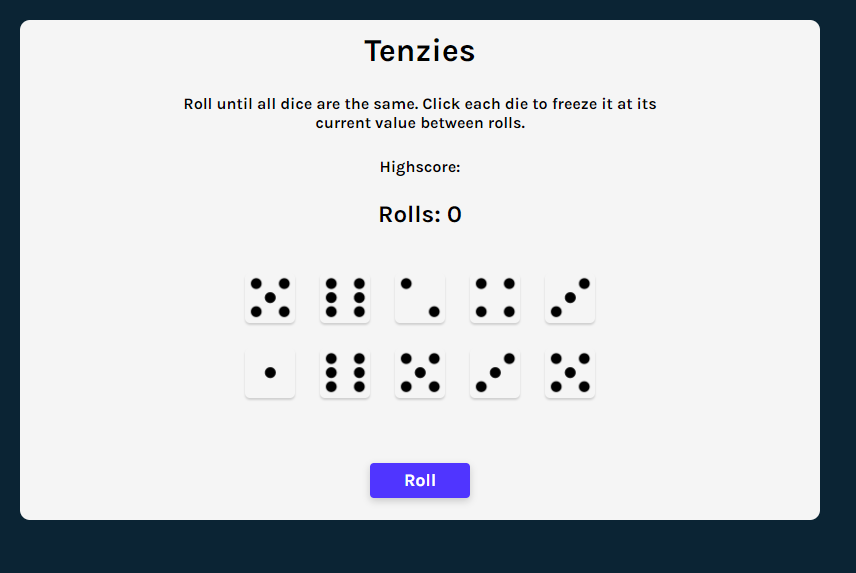 Tenzies
Roll until all dice are the same. Click each die to freeze it at its
current value between rolls.
Highscore:
Rolls: 0
Roll